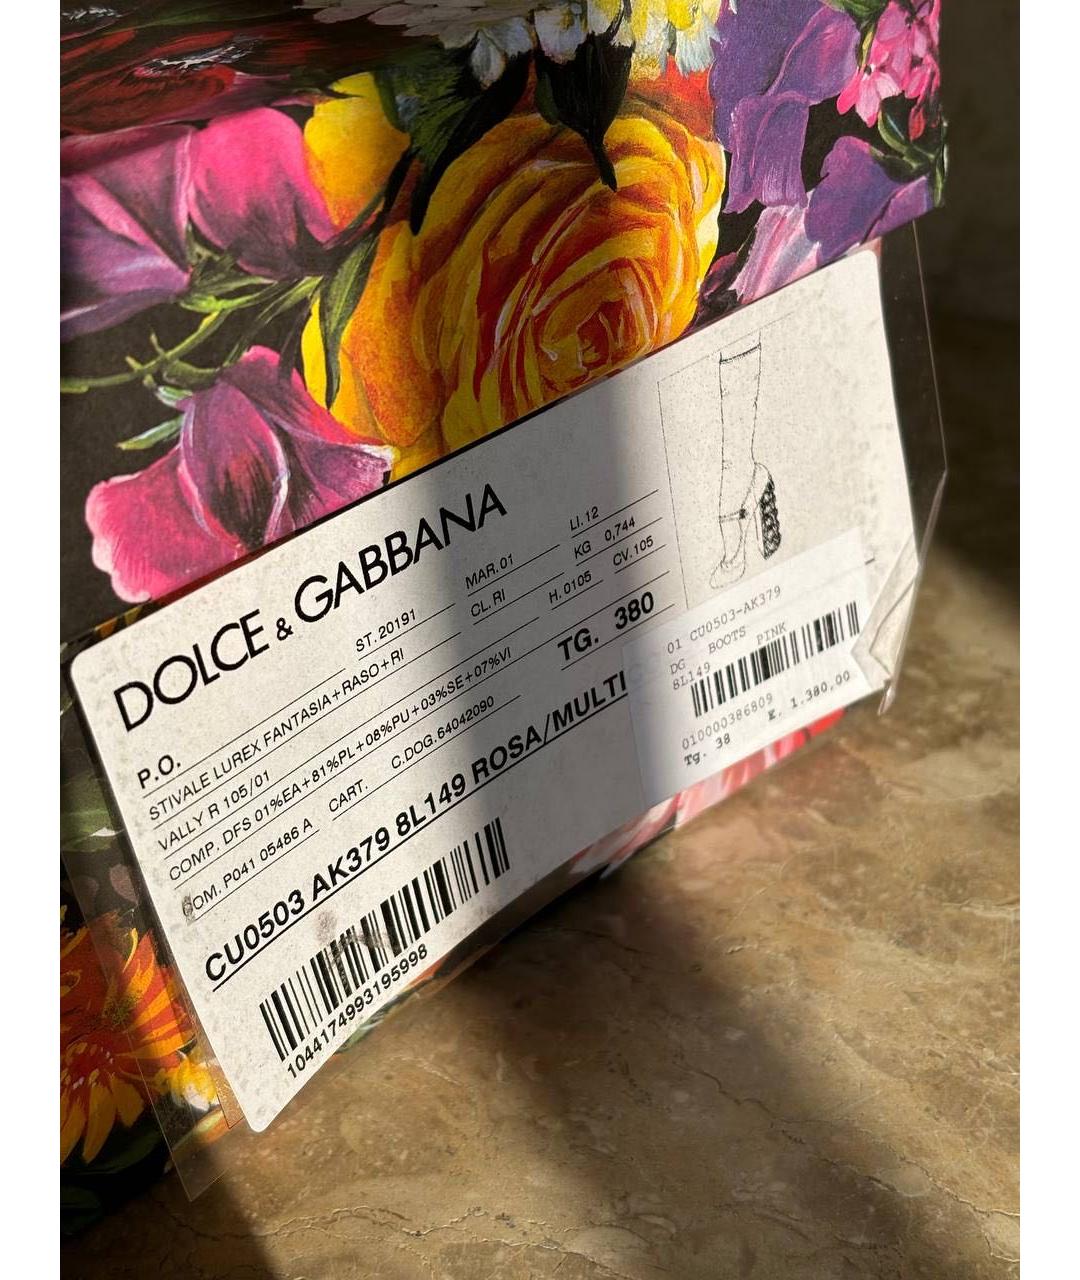 DOLCE & GABBANA
P.O. ST. 20191 MAR. 01 LI. 12
STIVALE LUREX FANTASIA+RASO+RI CL. RI KG 0,744
VALLY R 105/01 H. 0105 CV. 105
COMP. DFS 01%EA+81%PL+08%PU+03%SE+07%VI
COM. P041 05486 A CART. C.DOG. 64042090
TG. 380
CU0503 AK379 8L149 ROSA/MULTI
1044174993195998
01 CU0503-AK379
DG BOOTS PINK
8L149
010000386809
Tg. 38 E. 1.380,00